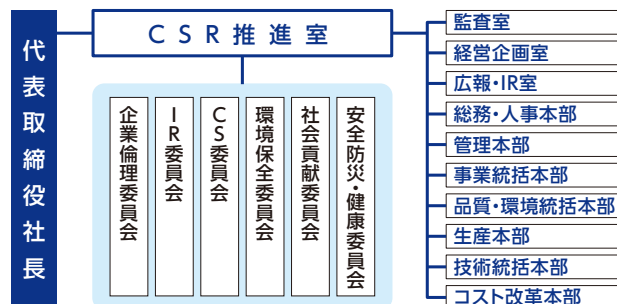 代表取締役社長
CSR推進室
企業倫理委員会
IR委員会
CS委員会
環境保全委員会
社会貢献委員会
安全防災・健康委員会
監査室
経営企画室
広報・IR室
総務・人事本部
管理本部
事業統括本部
品質・環境統括本部
生産本部
技術統括本部
コスト改革本部